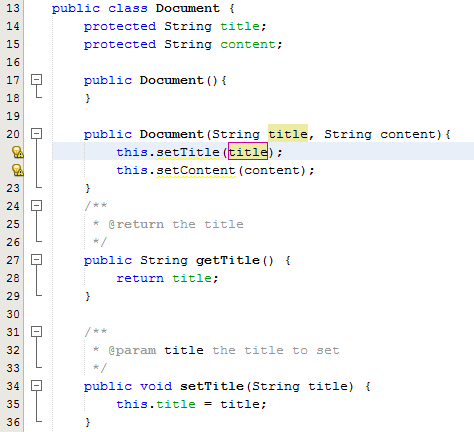 13 public class Document {
14 protected String title;
15 protected String content;
16
17 public Document(){
18 }
19
20 public Document(String title, String content){
this.setTitle(title);
this.setContent(content);
23 }
24 /**
25 * @return the title
26 */
27 public String getTitle() {
28 return title;
29 }
30
31 /**
32 * @param title the title to set
33 */
34 public void setTitle(String title) {
35 this.title = title;
36 }